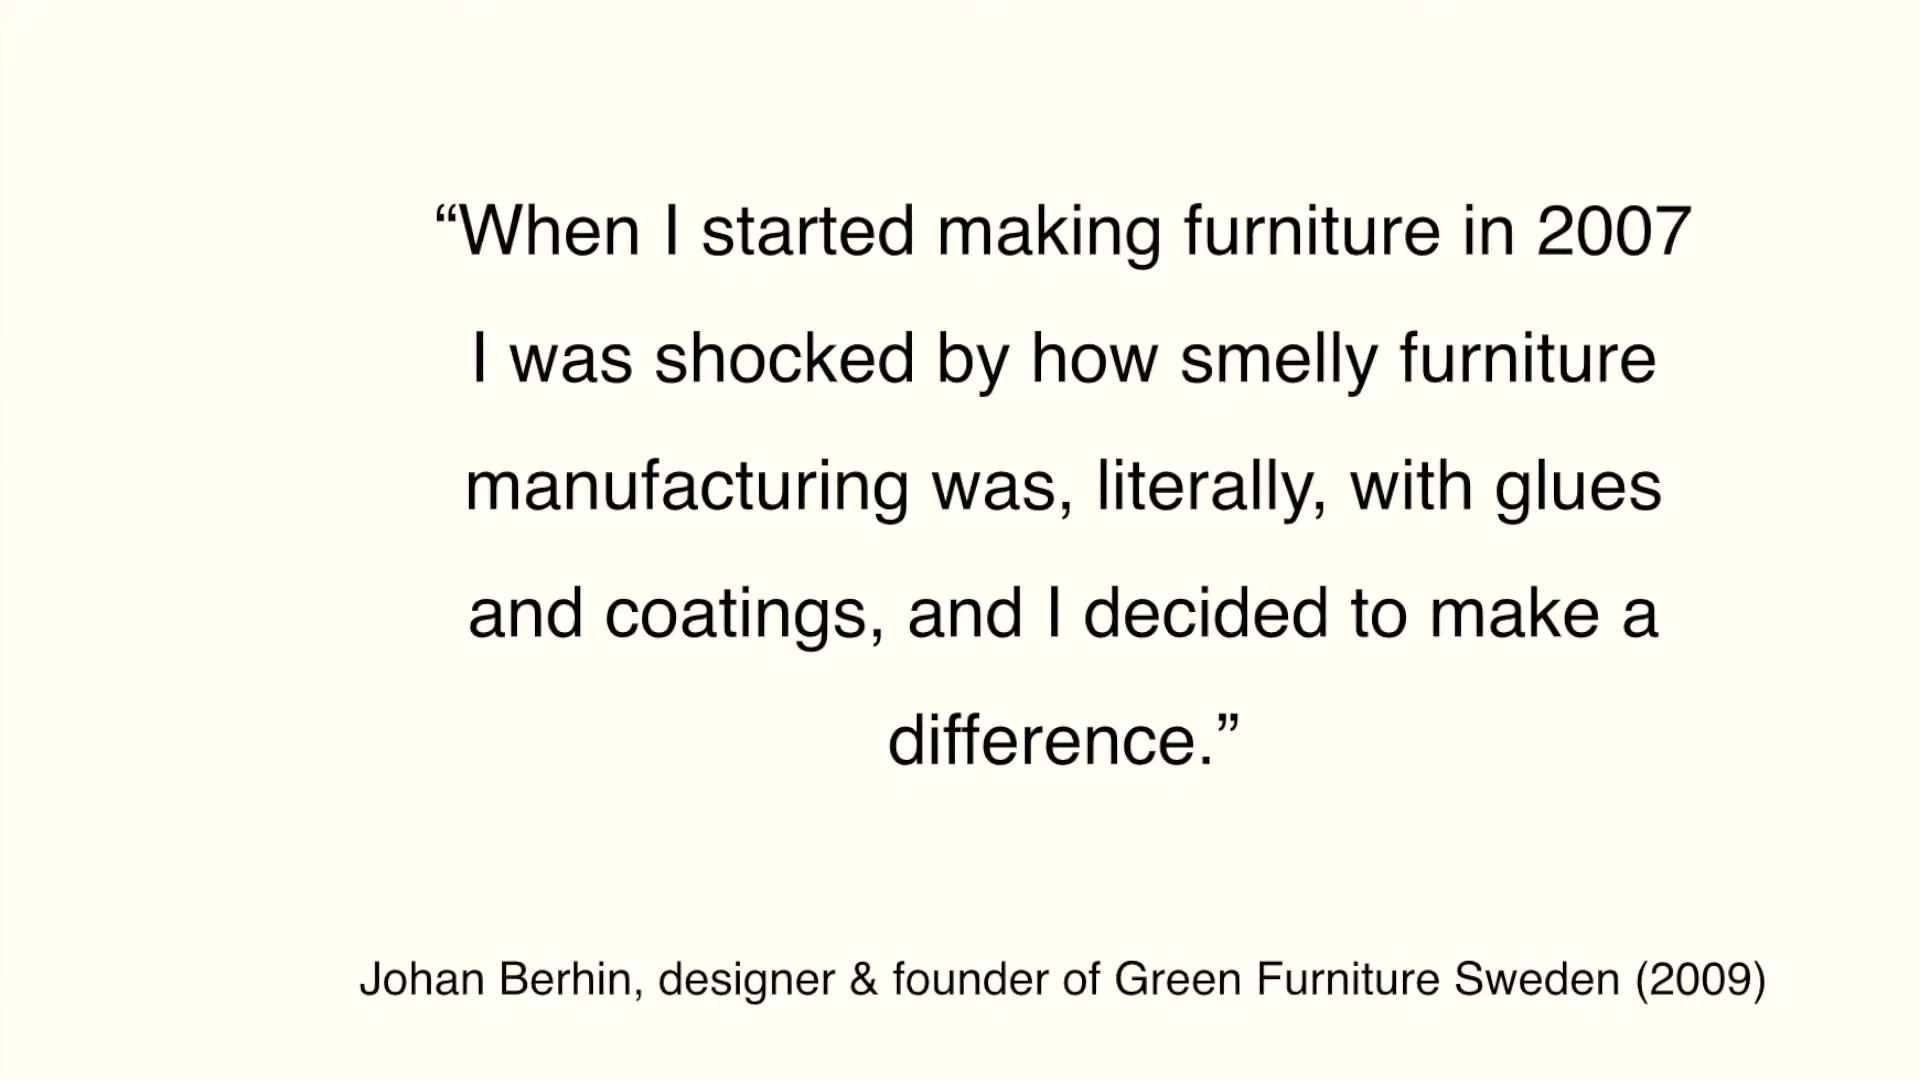 “When I started making furniture in 2007
I was shocked by how smelly furniture
manufacturing was, literally, with glues
and coatings, and I decided to make a
difference.”
Johan Berhin, designer & founder of Green Furniture Sweden (2009)